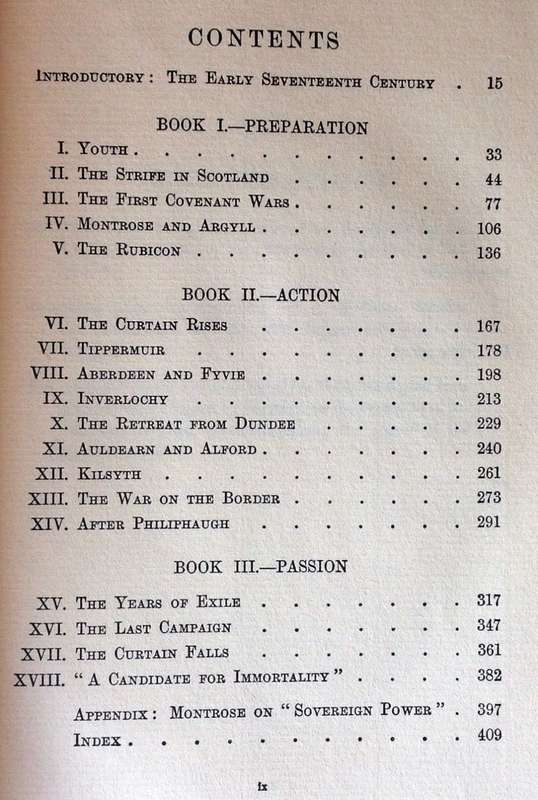 CONTENTS
INTRODUCTORY: THE EARLY SEVENTEENTH CENTURY . 15
BOOK I.—PREPARATION
I. YOUTH . . . . . . . . . . . 33
II. THE STRIFE IN SCOTLAND . . . . . . 44
III. THE FIRST COVENANT WARS . . . . . . 77
IV. MONTROSE AND ARGYLL . . . . . . . 106
V. THE RUBICON . . . . . . . . . 136
BOOK II.—ACTION
VI. THE CURTAIN RISES . . . . . . . 167
VII. TIPPERMUIR . . . . . . . . . 178
VIII. ABERDEEN AND FYVIE . . . . . . . 198
IX. INVERLOCHY . . . . . . . . . 213
X. THE RETREAT FROM DUNDEE . . . . . 229
XI. AULDEARN AND ALFORD . . . . . . . 240
XII. KILSYTH . . . . . . . . . . 261
XIII. THE WAR ON THE BORDER . . . . . . 273
XIV. AFTER PHILIPHAUGH . . . . . . . 291
BOOK III.—PASSION
XV. THE YEARS OF EXILE . . . . . . . 317
XVI. THE LAST CAMPAIGN . . . . . . . 347
XVII. THE CURTAIN FALLS . . . . . . . 361
XVIII. "A CANDIDATE FOR IMMORTALITY" . . . . 382
APPENDIX: MONTROSE ON "SOVEREIGN POWER" . 397
INDEX . . . . . . . . . . . 409
ix